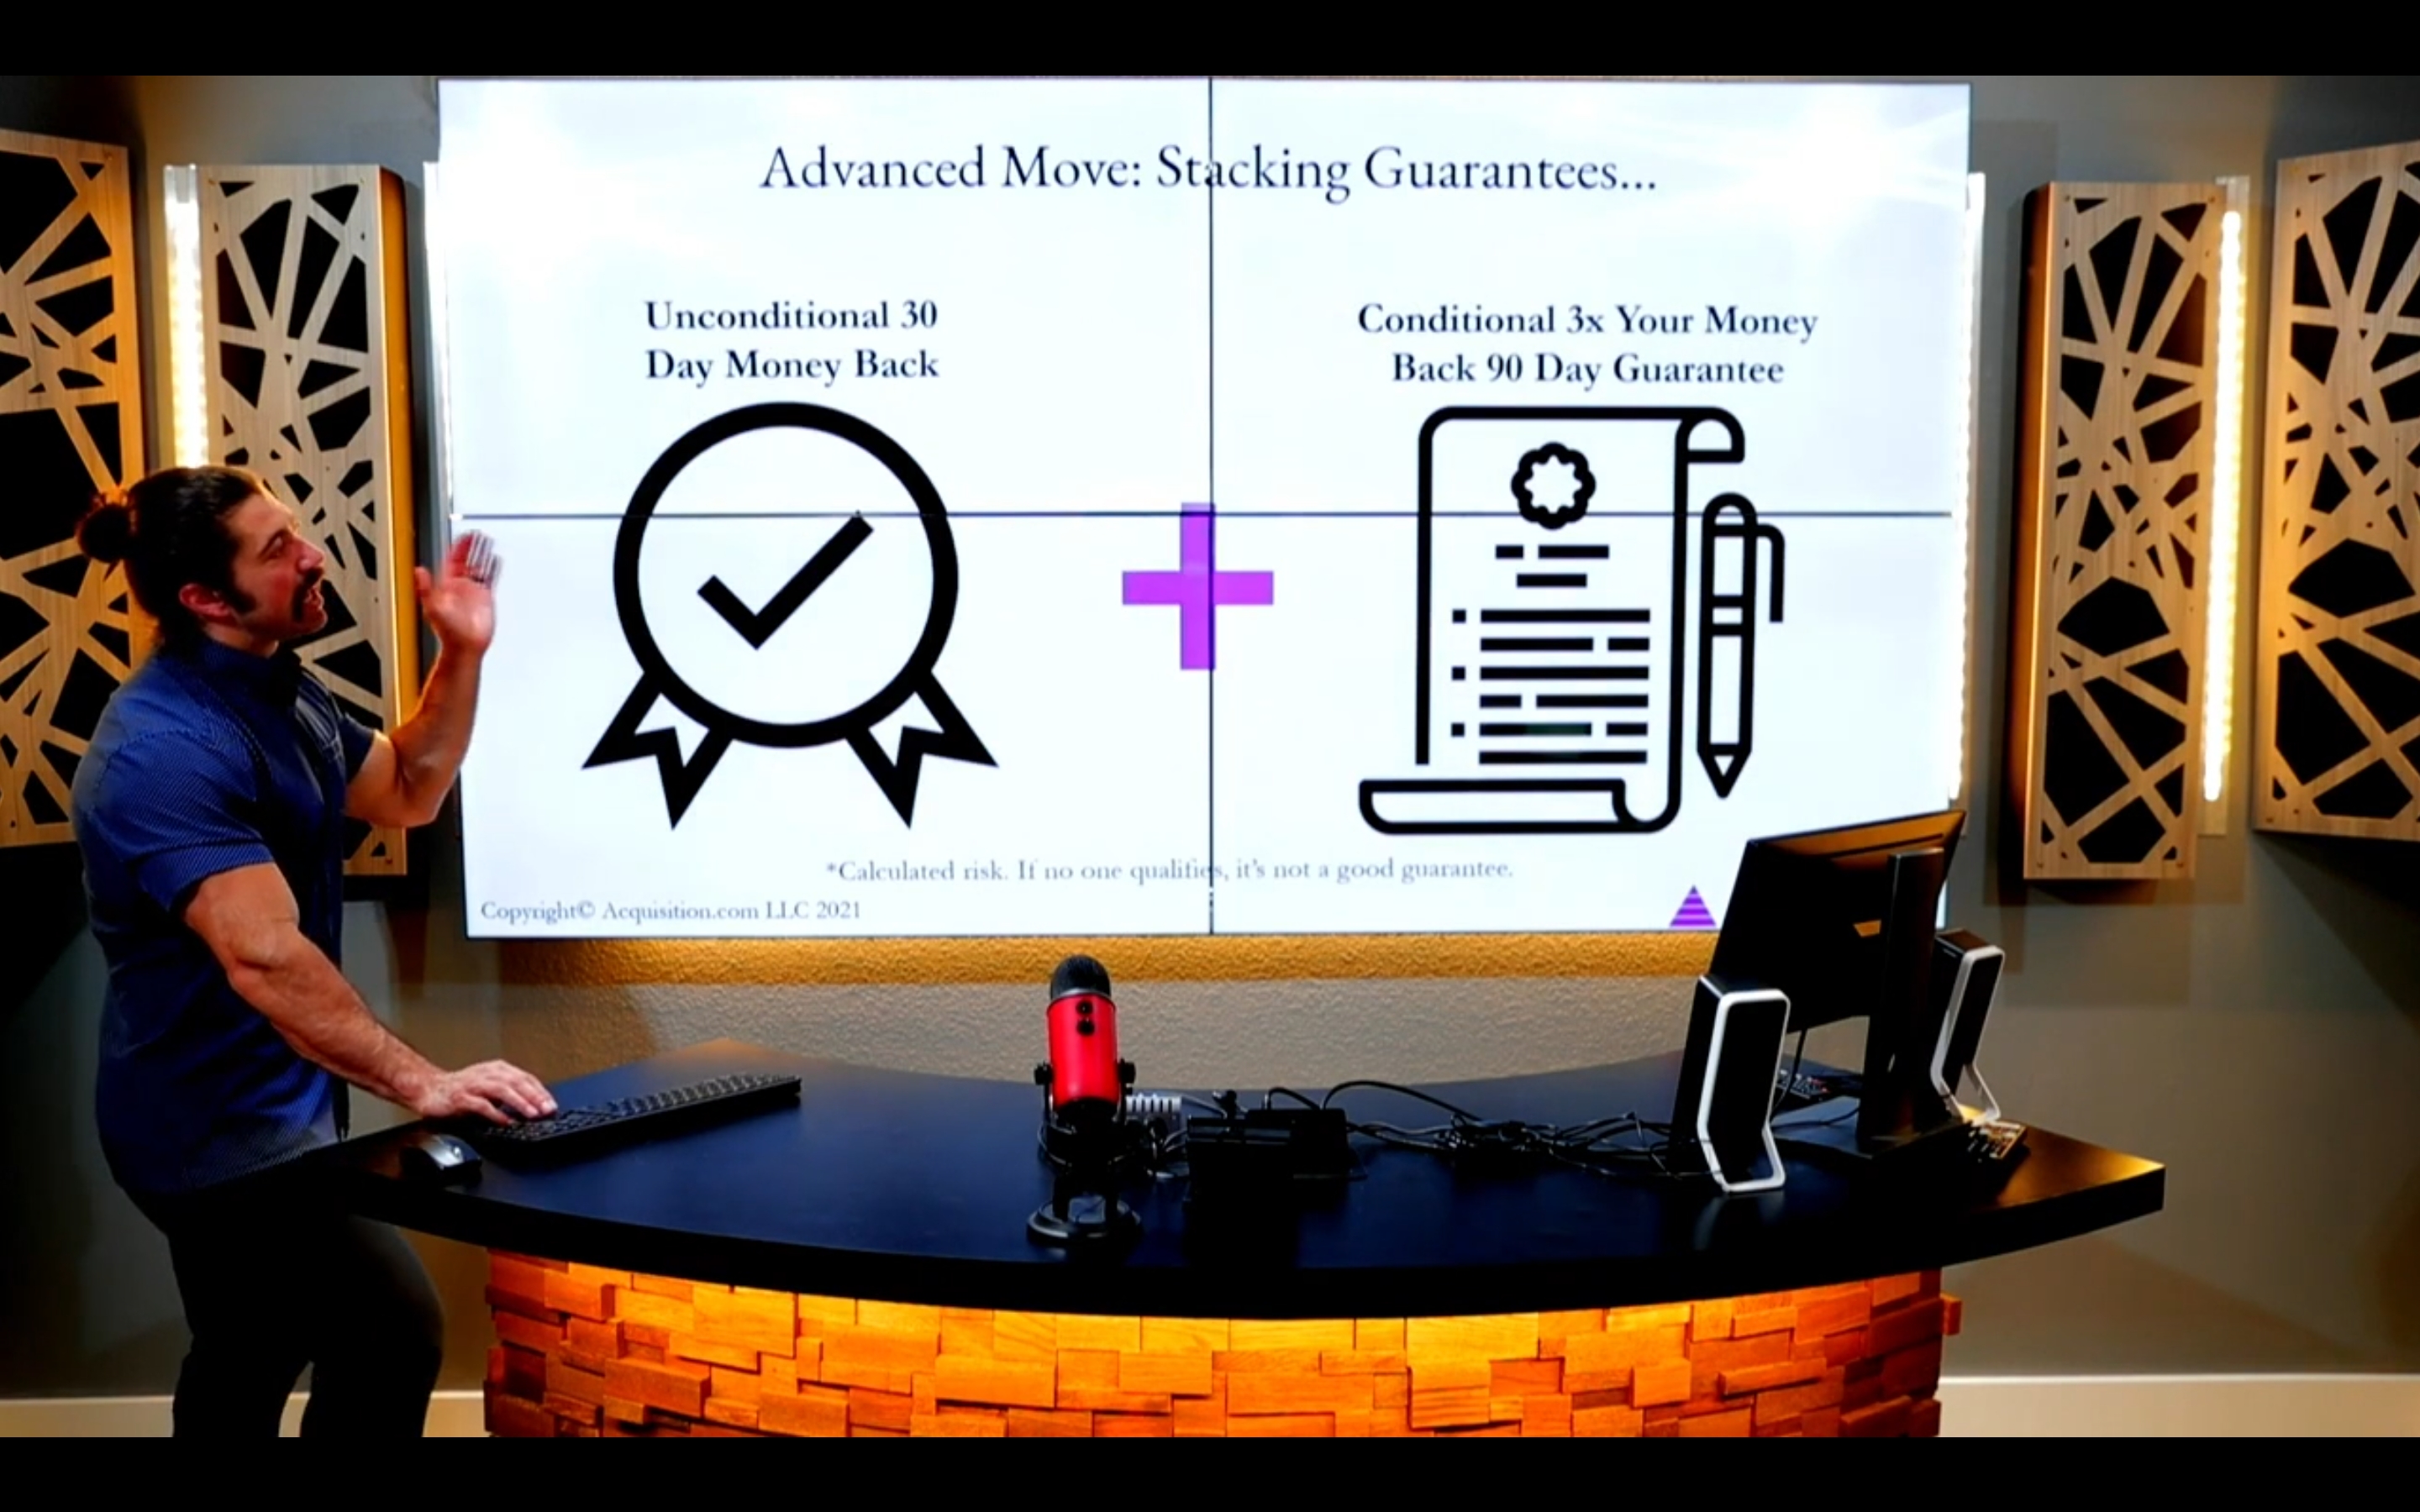 Advanced Move: Stacking Guarantees...
Unconditional 30
Day Money Back
Conditional 3x Your Money
Back 90 Day Guarantee
*Calculated risk. If no one qualifies, it's not a good guarantee.
Copyright© Acquisition.com LLC 2021